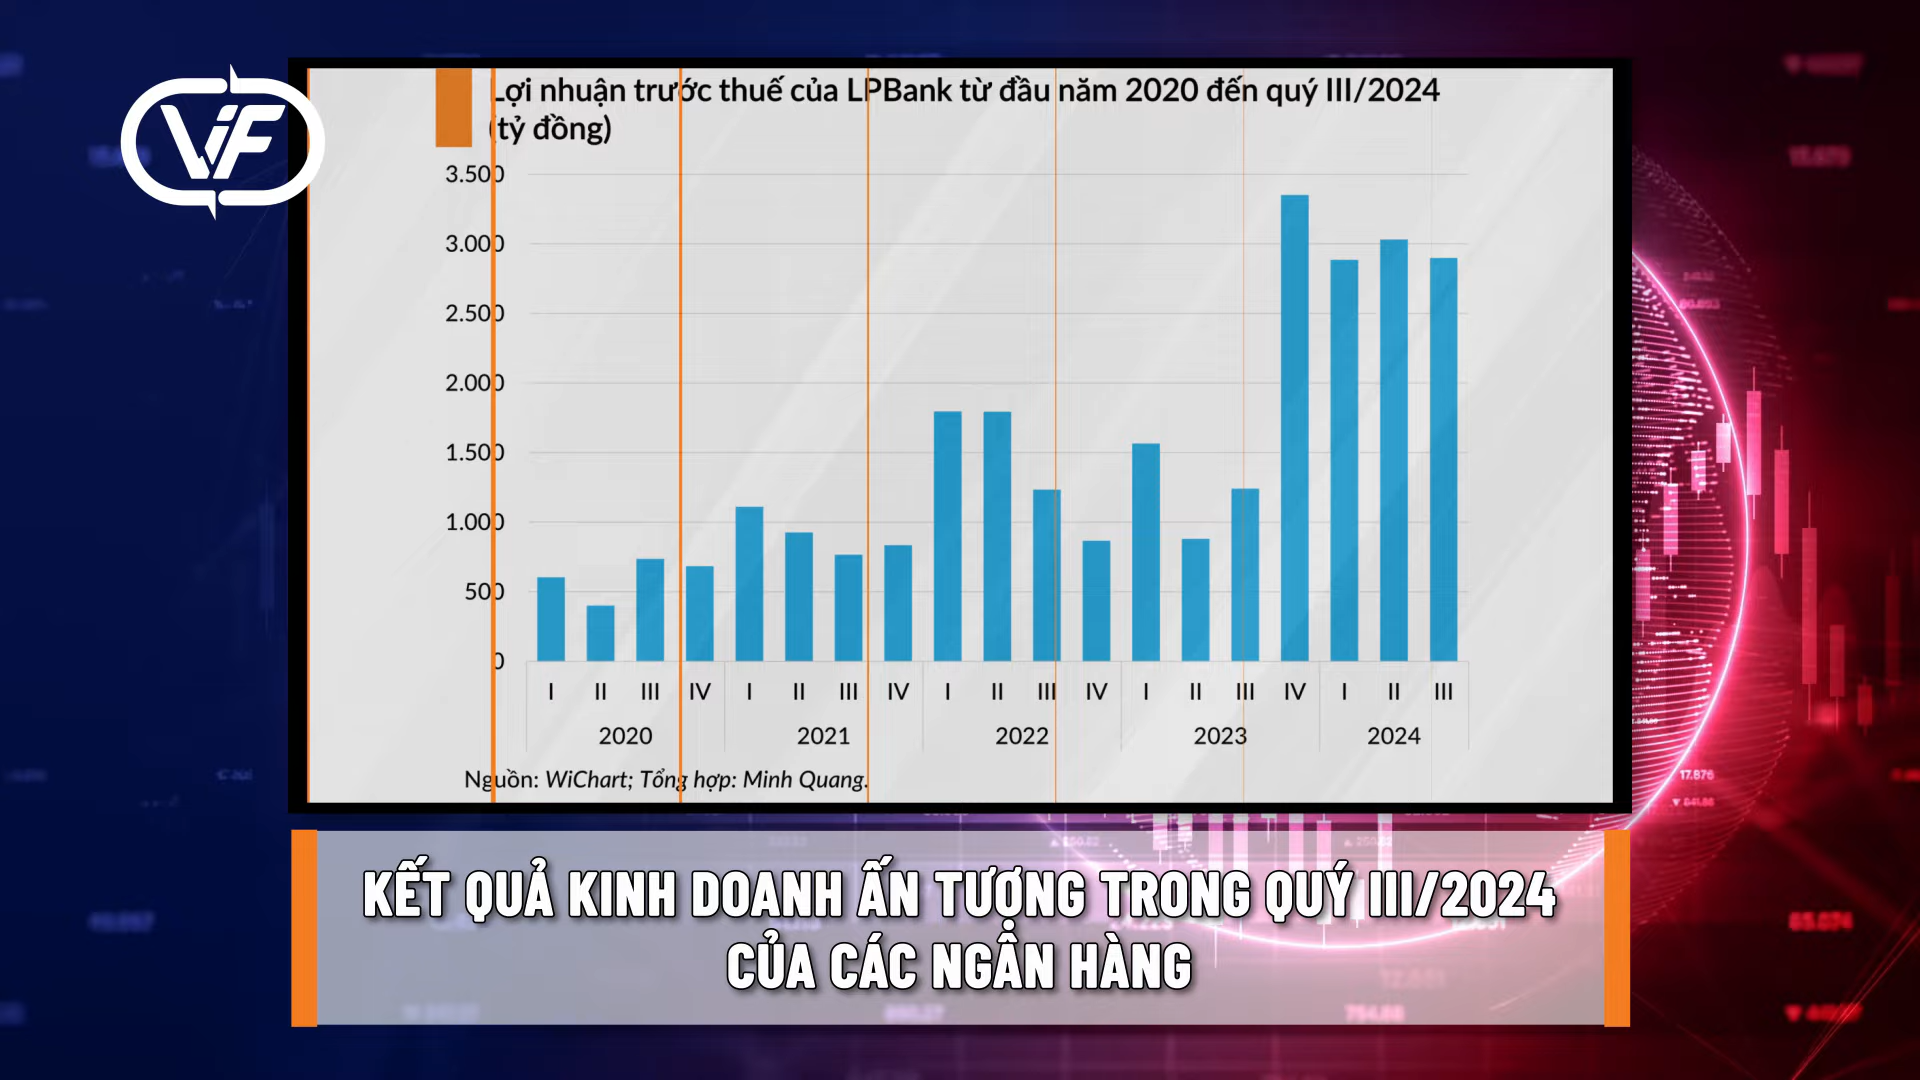 VIF
Lợi nhuận trước thuế của LPBank từ đầu năm 2020 đến quý III/2024
(tỷ đồng)
3.500
3.000
2.500
2.000
1.500
1.000
500
0
I II III IV I II III IV I II III IV I II III IV I II III
2020 2021 2022 2023 2024
Nguồn: WiChart; Tổng hợp: Minh Quang.
17.876
KẾT QUẢ KINH DOANH ẤN TƯỢNG TRONG QUÝ III/2024
CỦA CÁC NGÂN HÀNG